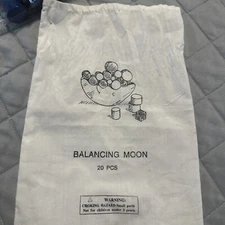 BALANCING MOON
20 PCS
WARNING:
CHOKING HAZARD-Small parts
Not for children under 3 years